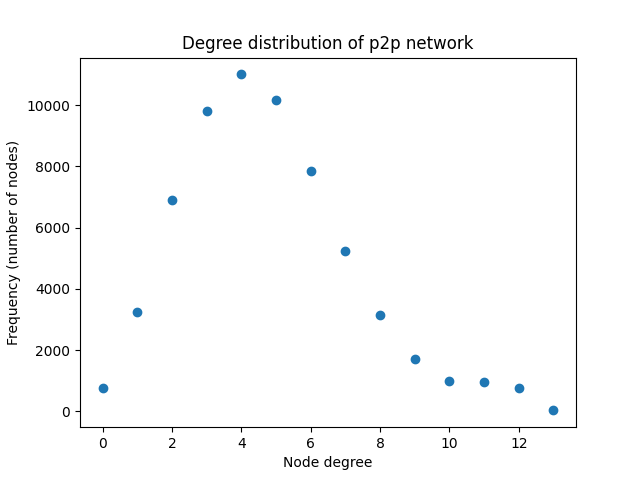 Degree distribution of p2p network
Frequency (number of nodes)
10000
8000
6000
4000
2000
0
0 2 4 6 8 10 12
Node degree